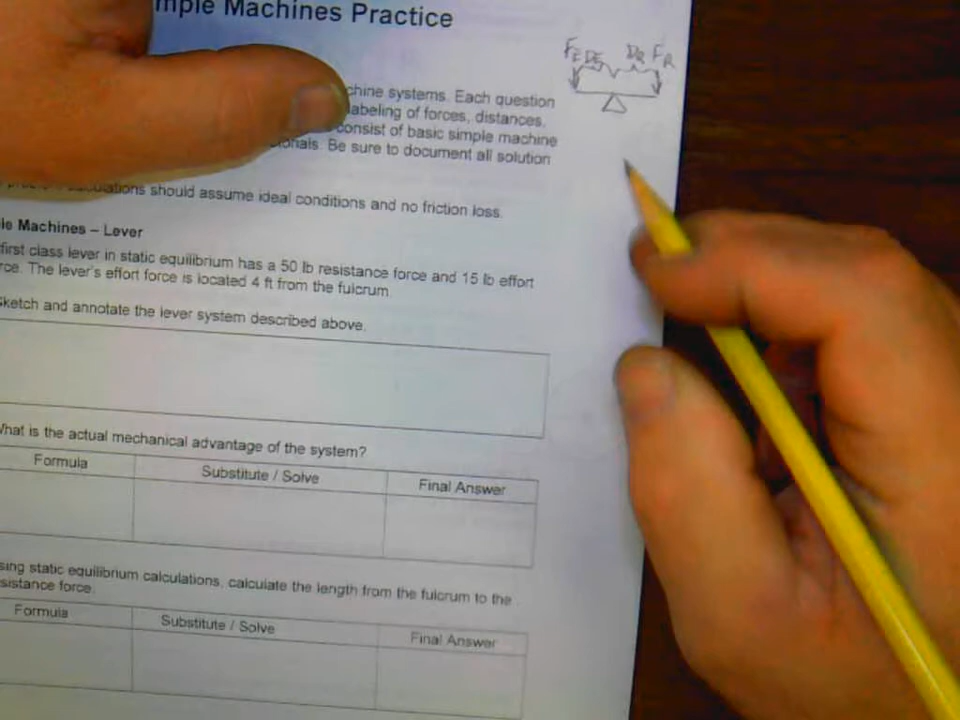 mple Machines Practice
FE DE DR FR
chine systems. Each question
labeling of forces, distances,
consist of basic simple machine
Be sure to document all solution
should assume ideal conditions and no friction loss.
le Machines – Lever
first class lever in static equilibrium has a 50 lb resistance force and 15 lb effort
rce. The lever's effort force is located 4 ft from the fulcrum.
Sketch and annotate the lever system described above.
What is the actual mechanical advantage of the system?
Formula Substitute / Solve Final Answer
sing static equilibrium calculations, calculate the length from the fulcrum to the
sistance force.
Formula Substitute / Solve Final Answer